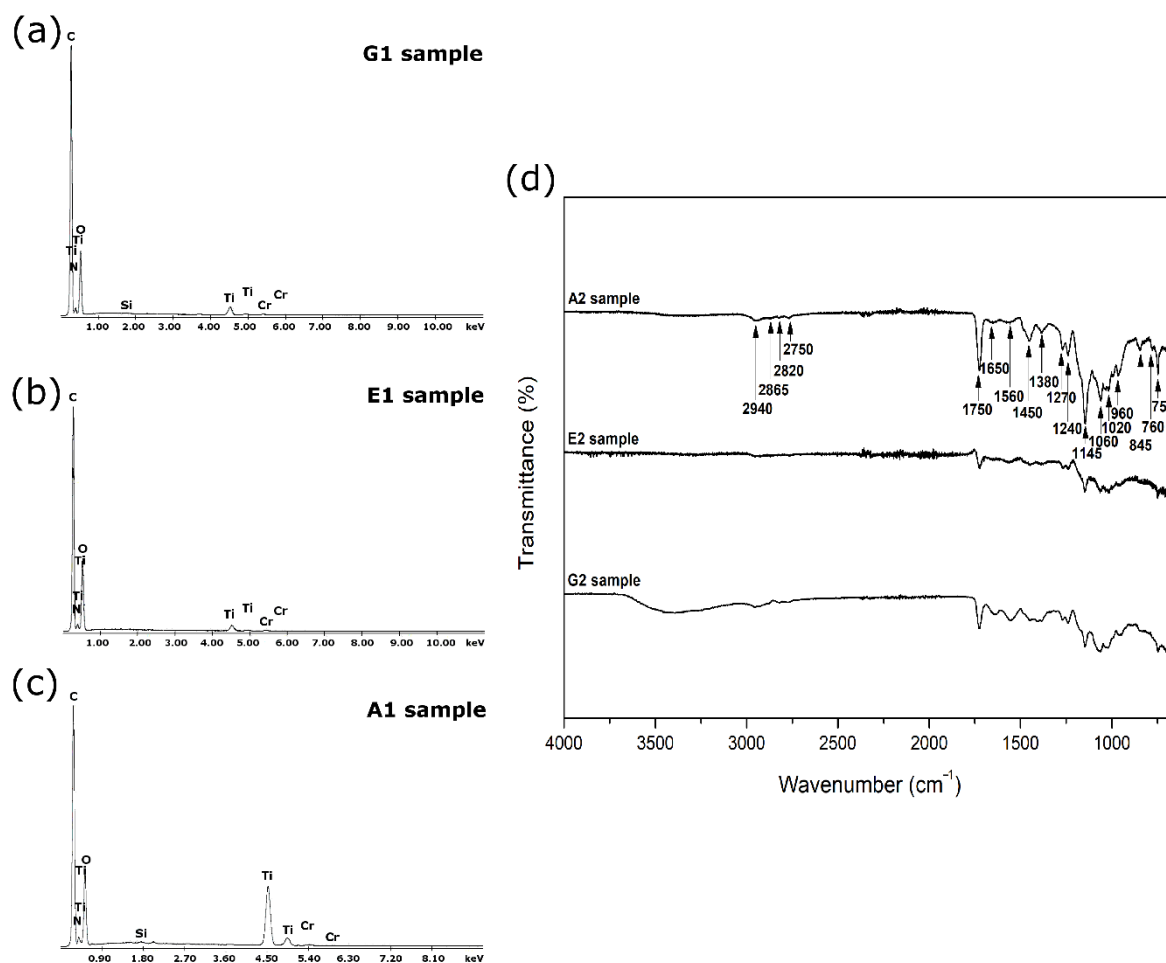 (a)
C
G1 sample
Ti
O
Ti
N
Si
Ti
Ti
Cr
Cr
1.00 2.00 3.00 4.00 5.00 6.00 7.00 8.00 9.00 10.00 keV
(b)
C
E1 sample
O
Ti
Ti
N
Ti
Ti
Cr
Cr
1.00 2.00 3.00 4.00 5.00 6.00 7.00 8.00 9.00 10.00 keV
(c)
C
A1 sample
O
Ti
Ti
N
Si
Ti
Ti
Cr
Cr
0.90 1.80 2.70 3.60 4.50 5.40 6.30 7.20 8.10 keV
(d)
Transmittance (%)
A2 sample
2940
2865
2820
2750
1750
1650
1560
1450
1380
1270
1240
1145
1060
1020
960
845
760
75
E2 sample
G2 sample
4000 3500 3000 2500 2000 1500 1000
Wavenumber (cm⁻¹)